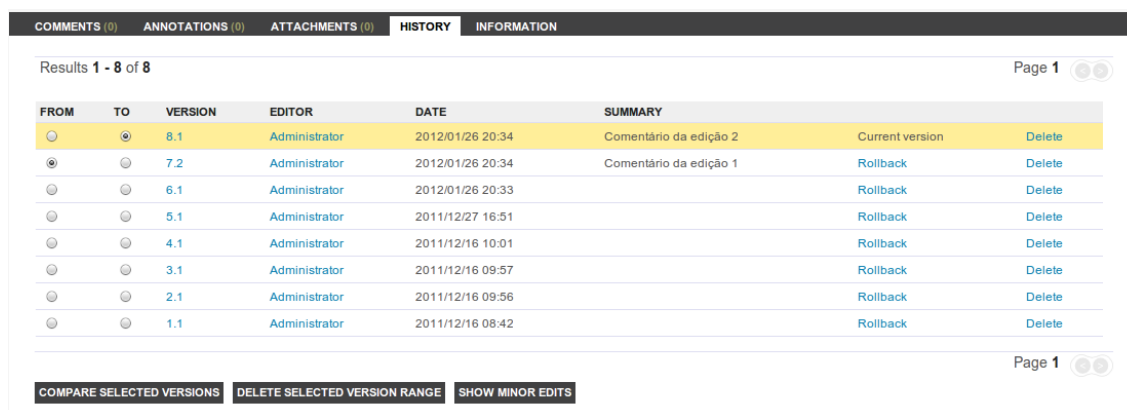 COMMENTS (0) ANNOTATIONS (0) ATTACHMENTS (0) HISTORY INFORMATION
Results 1 - 8 of 8 Page 1
FROM TO VERSION EDITOR DATE SUMMARY
8.1 Administrator 2012/01/26 20:34 Comentário da edição 2 Current version Delete
7.2 Administrator 2012/01/26 20:34 Comentário da edição 1 Rollback Delete
6.1 Administrator 2012/01/26 20:33 Rollback Delete
5.1 Administrator 2011/12/27 16:51 Rollback Delete
4.1 Administrator 2011/12/16 10:01 Rollback Delete
3.1 Administrator 2011/12/16 09:57 Rollback Delete
2.1 Administrator 2011/12/16 09:56 Rollback Delete
1.1 Administrator 2011/12/16 08:42 Rollback Delete
Page 1
COMPARE SELECTED VERSIONS DELETE SELECTED VERSION RANGE SHOW MINOR EDITS